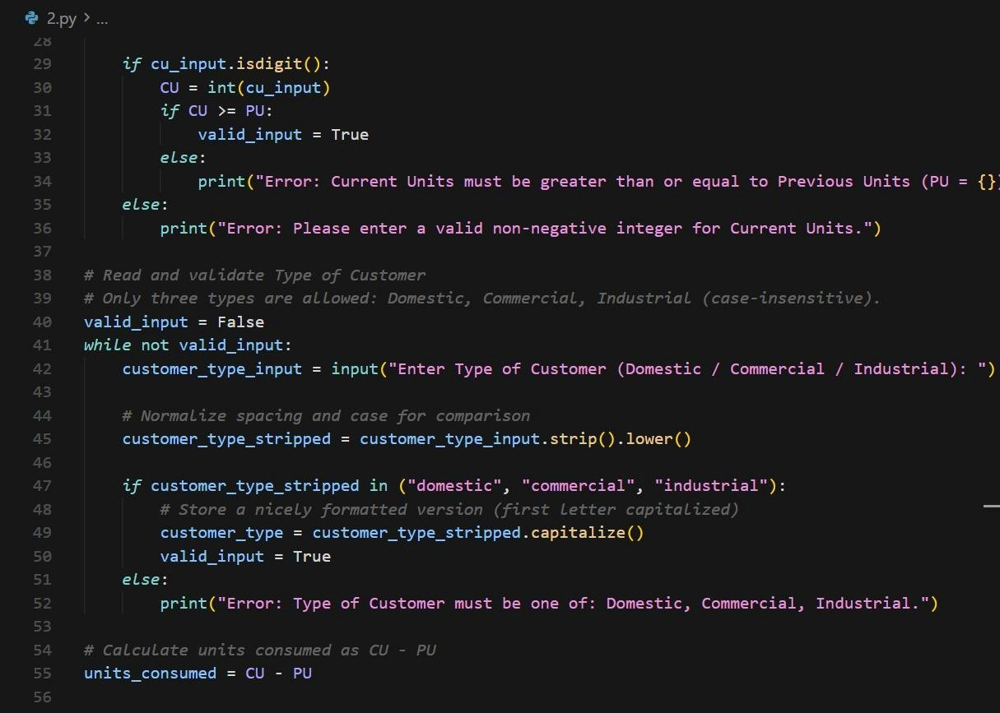 2.py > ...
28
29 if cu_input.isdigit():
30 CU = int(cu_input)
31 if CU >= PU:
32 valid_input = True
33 else:
34 print("Error: Current Units must be greater than or equal to Previous Units (PU = {})
35 else:
36 print("Error: Please enter a valid non-negative integer for Current Units.")
37
38 # Read and validate Type of Customer
39 # Only three types are allowed: Domestic, Commercial, Industrial (case-insensitive).
40 valid_input = False
41 while not valid_input:
42 customer_type_input = input("Enter Type of Customer (Domestic / Commercial / Industrial): ")
43
44 # Normalize spacing and case for comparison
45 customer_type_stripped = customer_type_input.strip().lower()
46
47 if customer_type_stripped in ("domestic", "commercial", "industrial"):
48 # Store a nicely formatted version (first letter capitalized)
49 customer_type = customer_type_stripped.capitalize()
50 valid_input = True
51 else:
52 print("Error: Type of Customer must be one of: Domestic, Commercial, Industrial.")
53
54 # Calculate units consumed as CU - PU
55 units_consumed = CU - PU
56